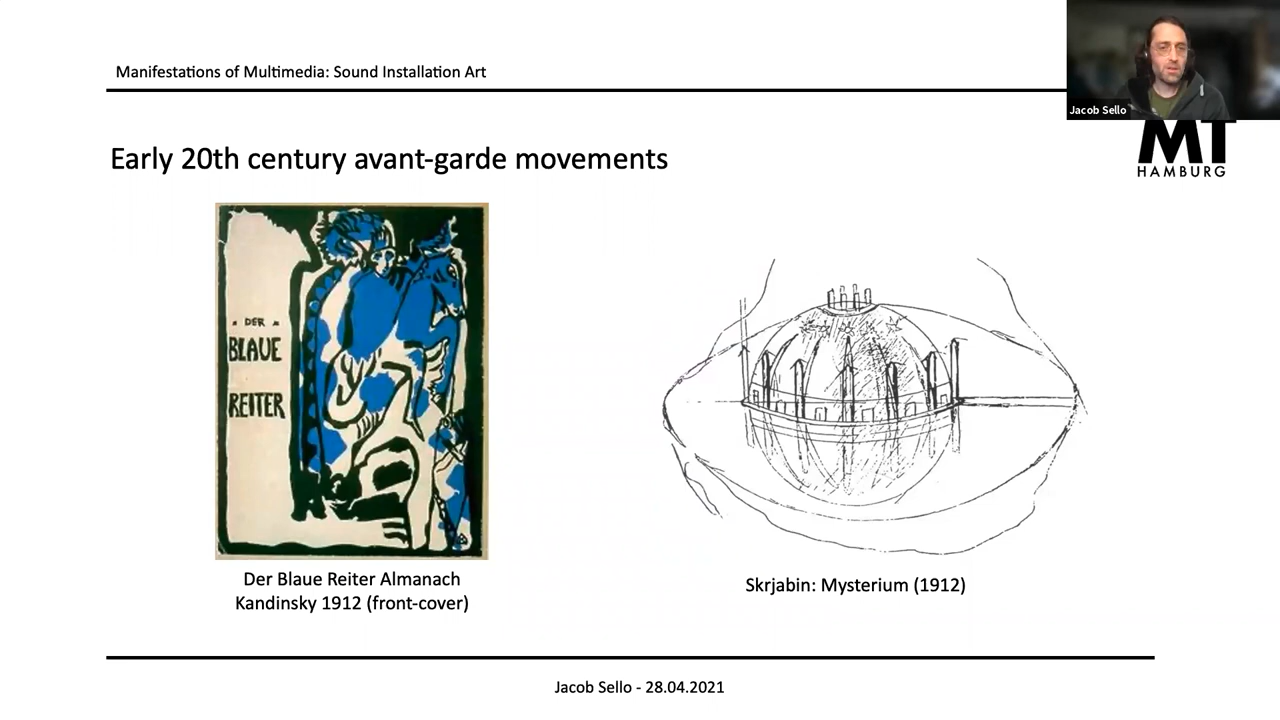 Manifestations of Multimedia: Sound Installation Art
Jacob Sello
MT
HAMBURG
Early 20th century avant-garde movements
DER
BLAUE
REITER
Der Blaue Reiter Almanach
Kandinsky 1912 (front-cover)
Skrjabin: Mysterium (1912)
Jacob Sello - 28.04.2021